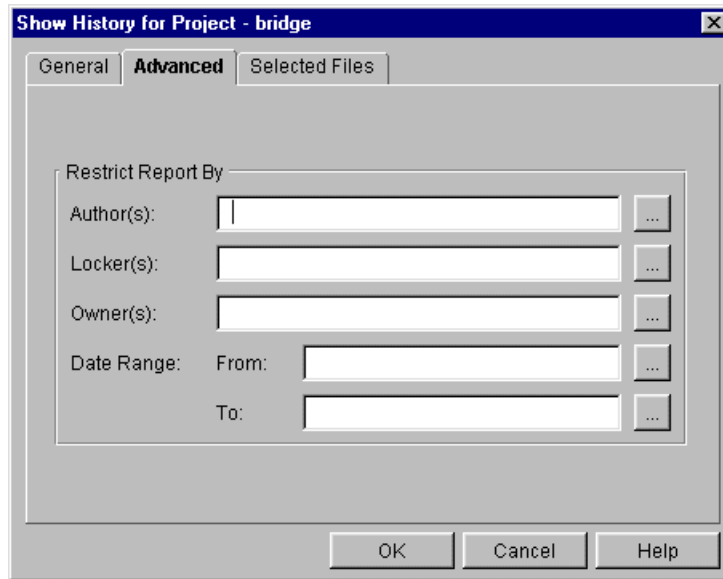 Show History for Project - bridge
General Advanced Selected Files
Restrict Report By
Author(s): ...
Locker(s): ...
Owner(s): ...
Date Range: From: ...
To: ...
OK Cancel Help